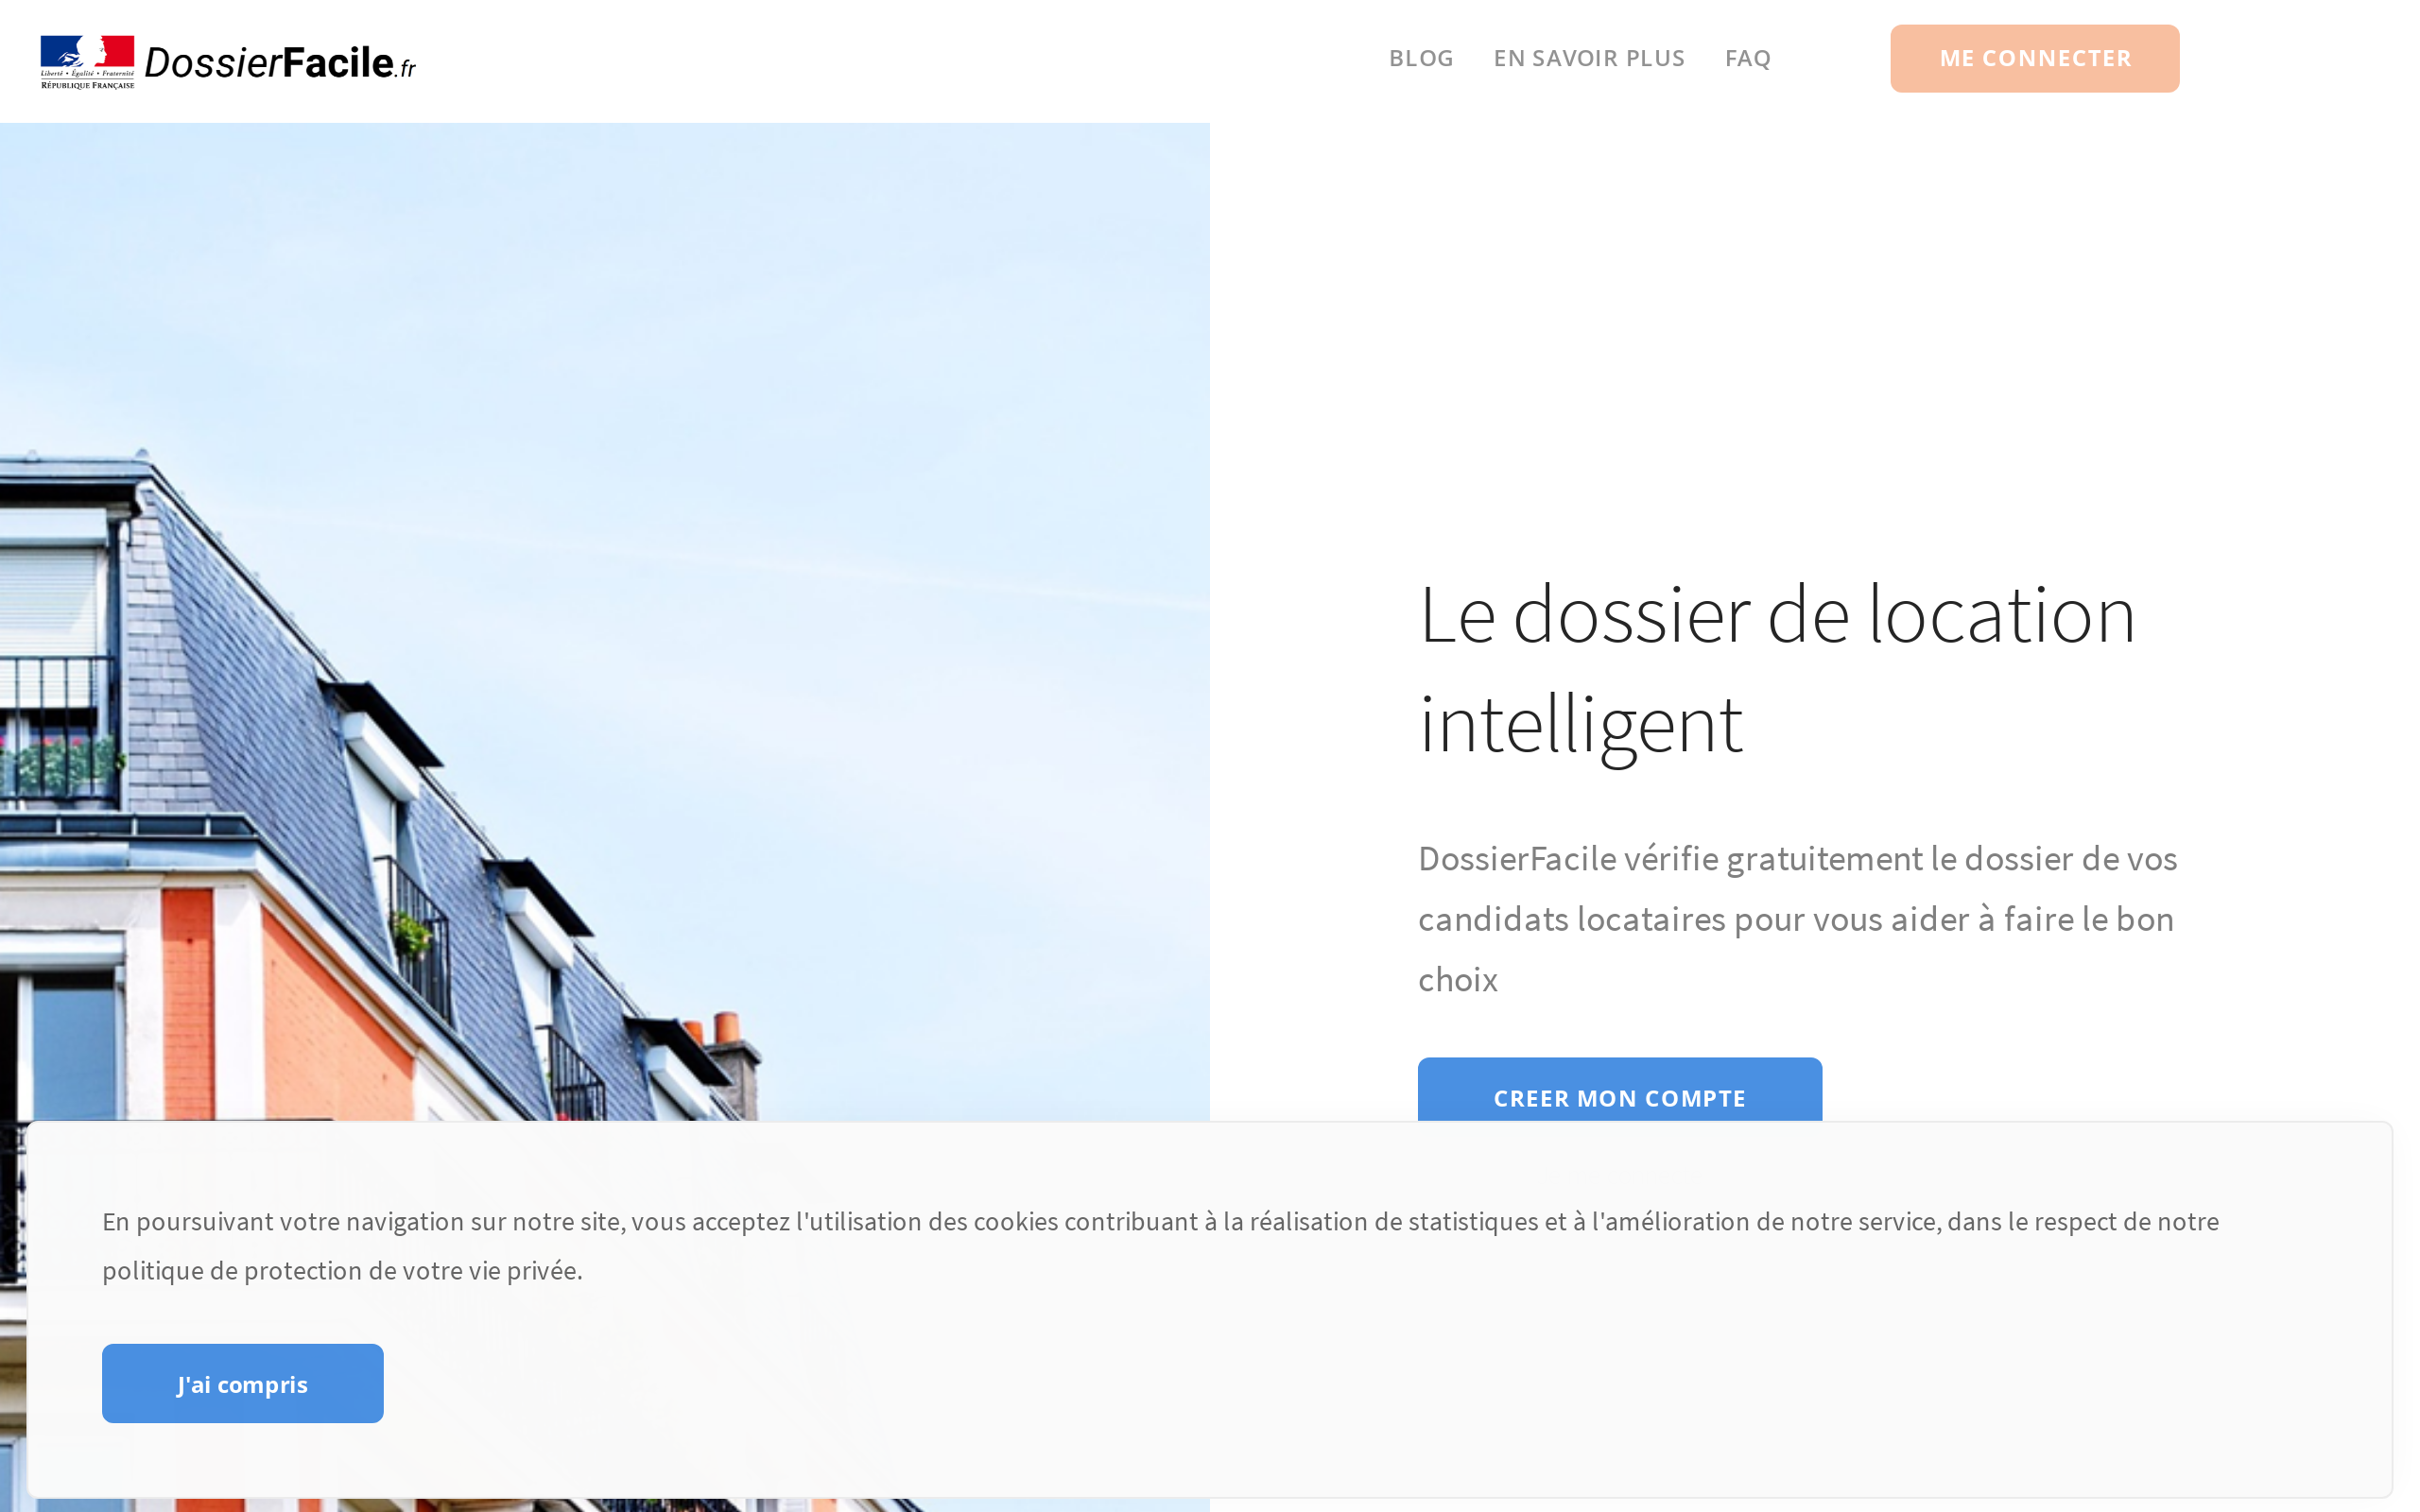 Liberté • Égalité • Fraternité
RÉPUBLIQUE FRANÇAISE
DossierFacile.fr
BLOG
EN SAVOIR PLUS
FAQ
ME CONNECTER
Le dossier de location
intelligent
DossierFacile vérifie gratuitement le dossier de vos
candidats locataires pour vous aider à faire le bon
choix
CREER MON COMPTE
En poursuivant votre navigation sur notre site, vous acceptez l'utilisation des cookies contribuant à la réalisation de statistiques et à l'amélioration de notre service, dans le respect de notre
politique de protection de votre vie privée.
J'ai compris